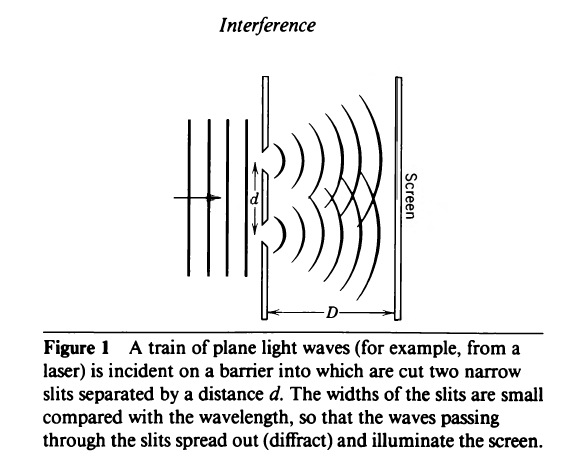 Interference
d
Screen
D
Figure 1 A train of plane light waves (for example, from a
laser) is incident on a barrier into which are cut two narrow
slits separated by a distance d. The widths of the slits are small
compared with the wavelength, so that the waves passing
through the slits spread out (diffract) and illuminate the screen.